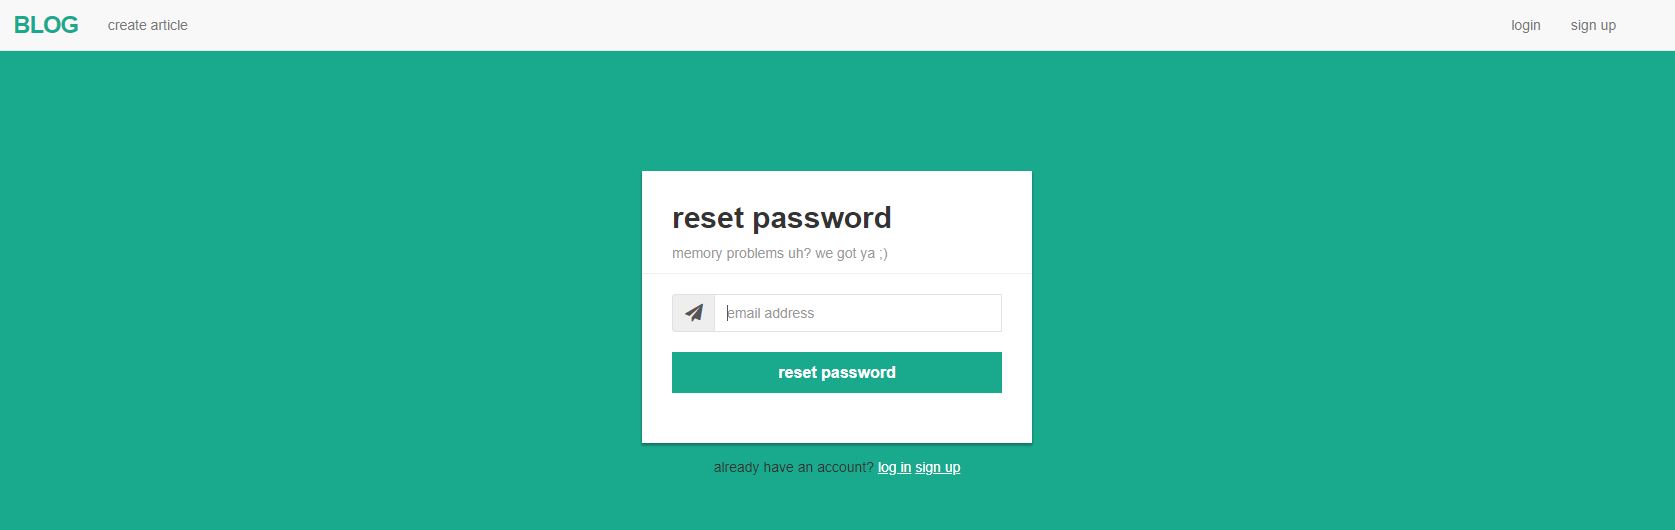 BLOG create article login sign up
reset password
memory problems uh? we got ya ;)
email address
reset password
already have an account? log in sign up